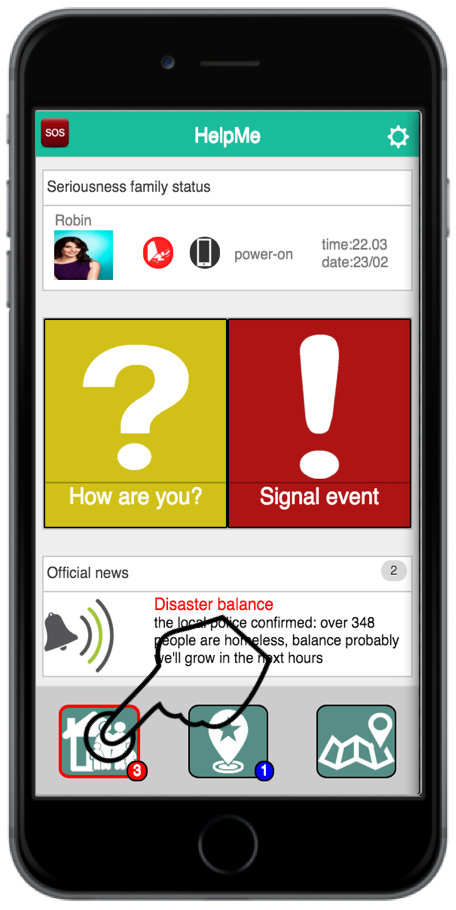 SOS
HelpMe
Seriousness family status
Robin
power-on
time:22.03
date:23/02
How are you?
Signal event
Official news
2
Disaster balance
the local police confirmed: over 348
people are homeless, balance probably
we'll grow in the next hours
3
1